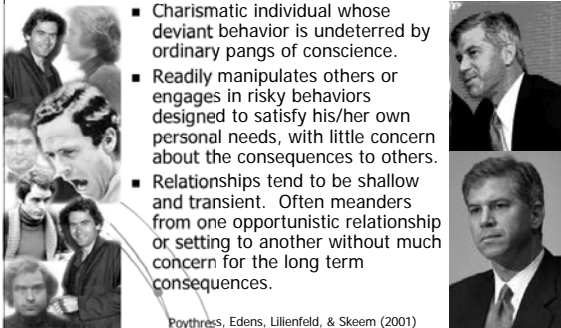 ▪ Charismatic individual whose
deviant behavior is undeterred by
ordinary pangs of conscience.
▪ Readily manipulates others or
engages in risky behaviors
designed to satisfy his/her own
personal needs, with little concern
about the consequences to others.
▪ Relationships tend to be shallow
and transient.  Often meanders
from one opportunistic relationship
or setting to another without much
concern for the long term
consequences.
Poythress, Edens, Lilienfeld, & Skeem (2001)